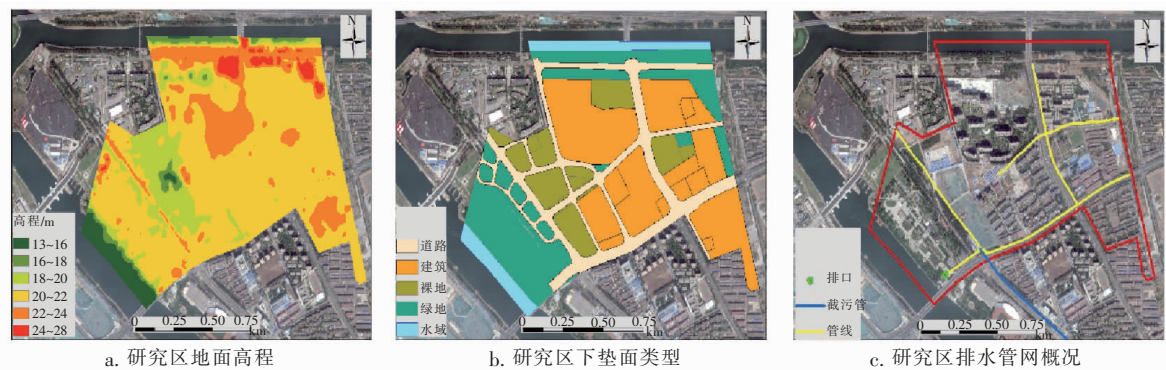 N
高程/m
13~16
16~18
18~20
20~22
22~24
24~28
0 0.25 0.50 0.75
km
a. 研究区地面高程
N
道路
建筑
裸地
绿地
水域
0 0.25 0.50 0.75
km
b. 研究区下垫面类型
N
排口
截污管
管线
0 0.25 0.50 0.75
km
c. 研究区排水管网概况